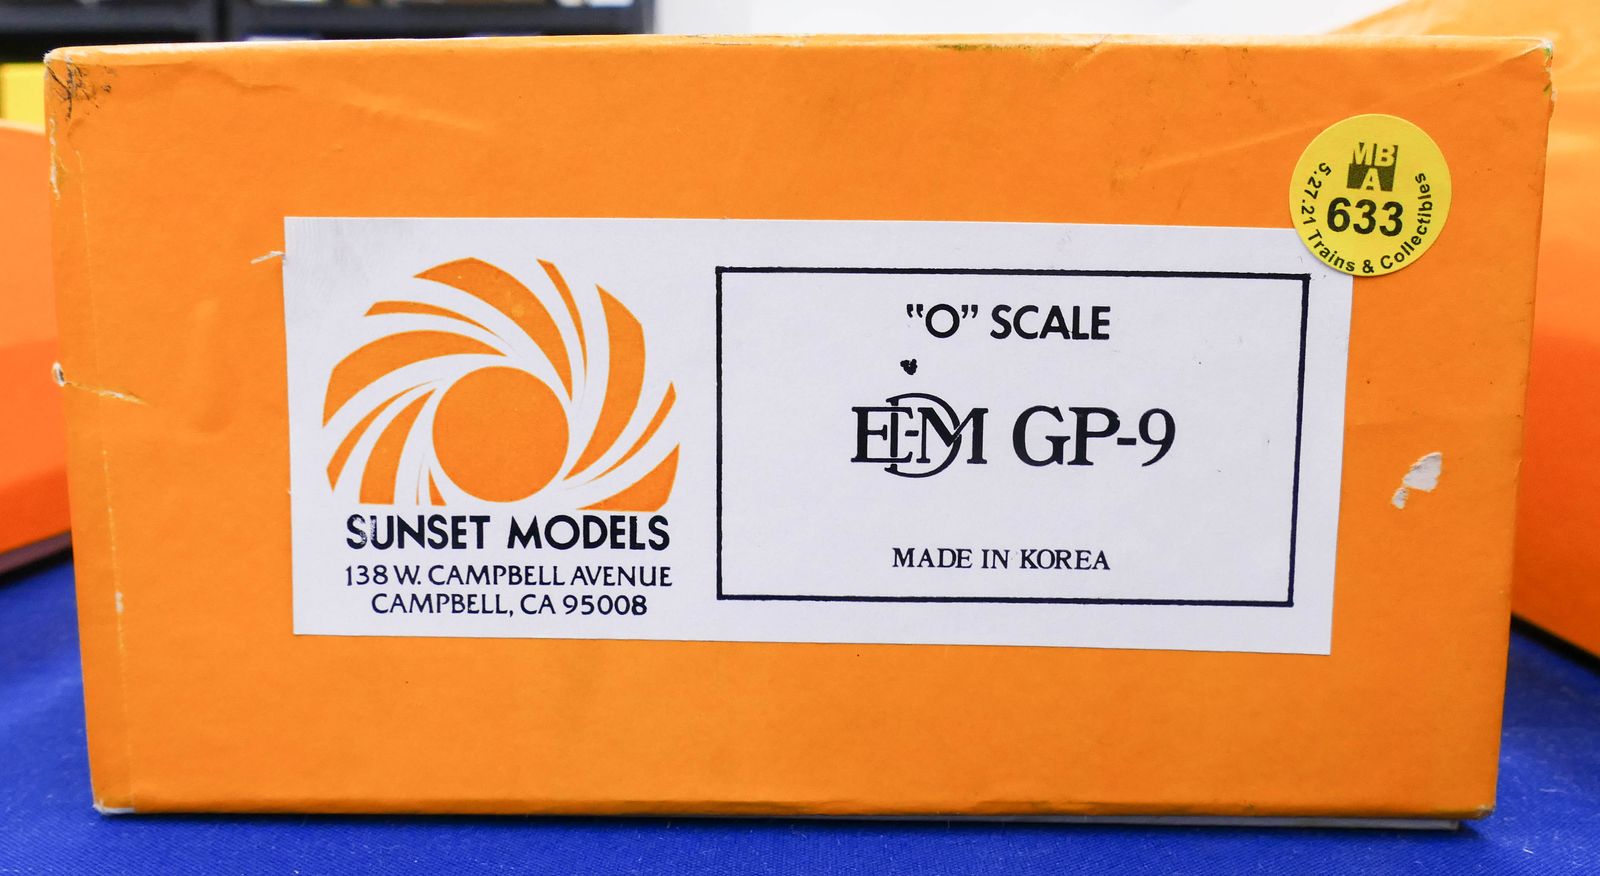 MB
A
633
5.27.21 Trains & Collectibles
"O" SCALE
EMD GP-9
MADE IN KOREA
SUNSET MODELS
138 W. CAMPBELL AVENUE
CAMPBELL, CA 95008